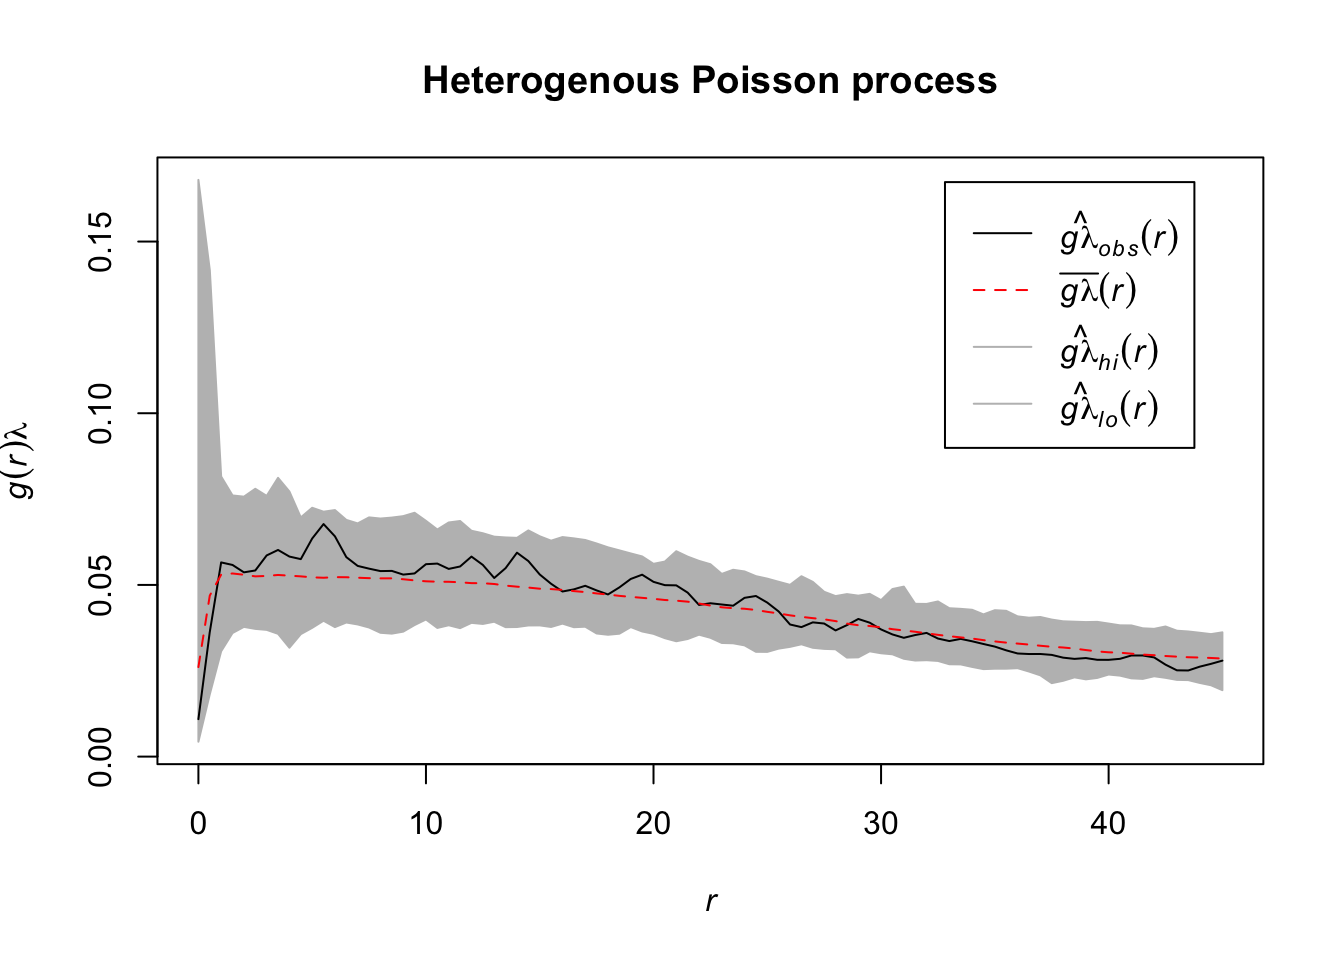 Heterogenous Poisson process
g(r)λ
0.15
0.10
0.05
0.00
0 10 20 30 40
r
ĝλ_obs(r)
g̅λ̅(r)
ĝλ_hi(r)
ĝλ_lo(r)